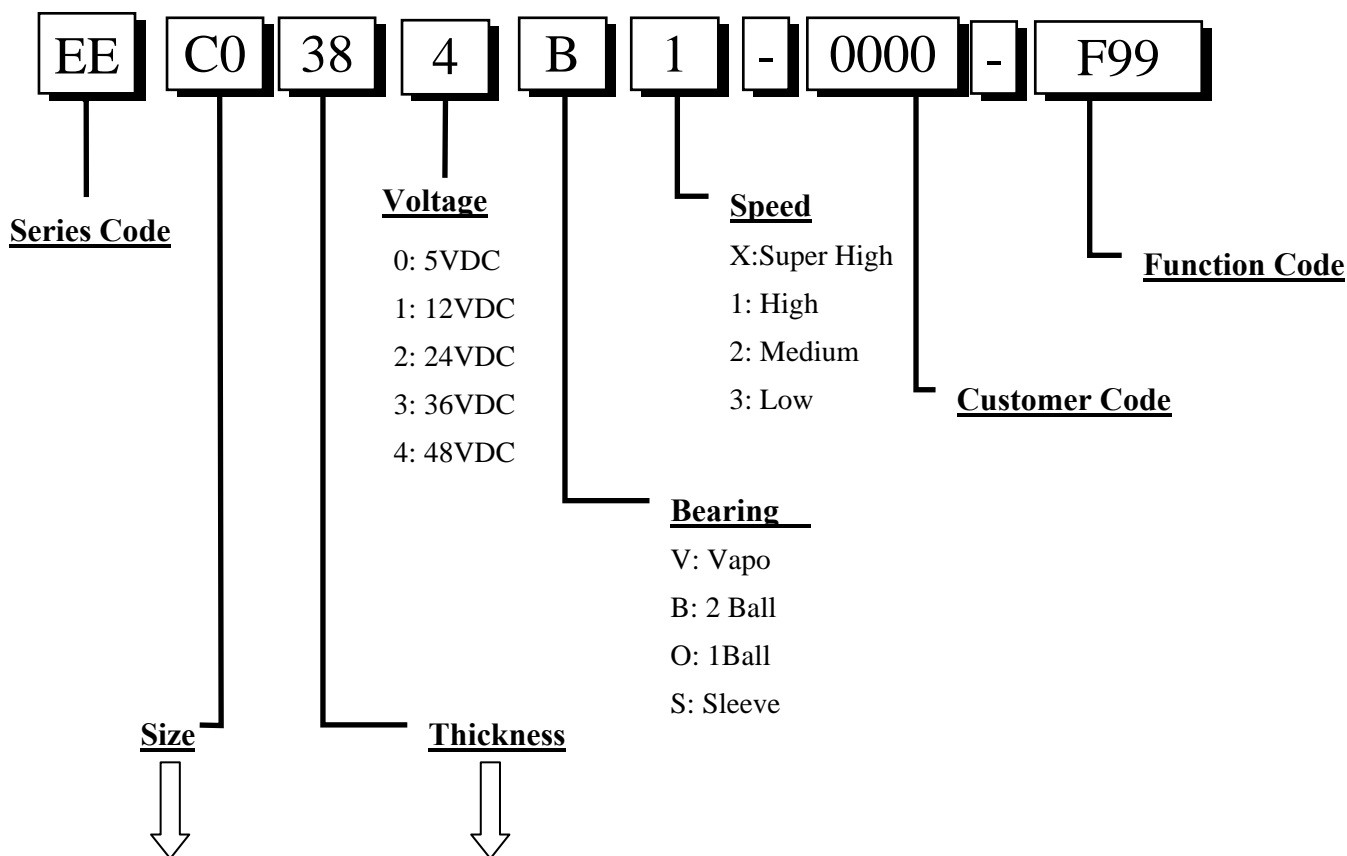 EE C0 38 4 B 1 - 0000 - F99
Series Code
Voltage
0: 5VDC
1: 12VDC
2: 24VDC
3: 36VDC
4: 48VDC
Speed
X:Super High
1: High
2: Medium
3: Low
Function Code
Customer Code
Bearing
V: Vapo
B: 2 Ball
O: 1Ball
S: Sleeve
Size
Thickness